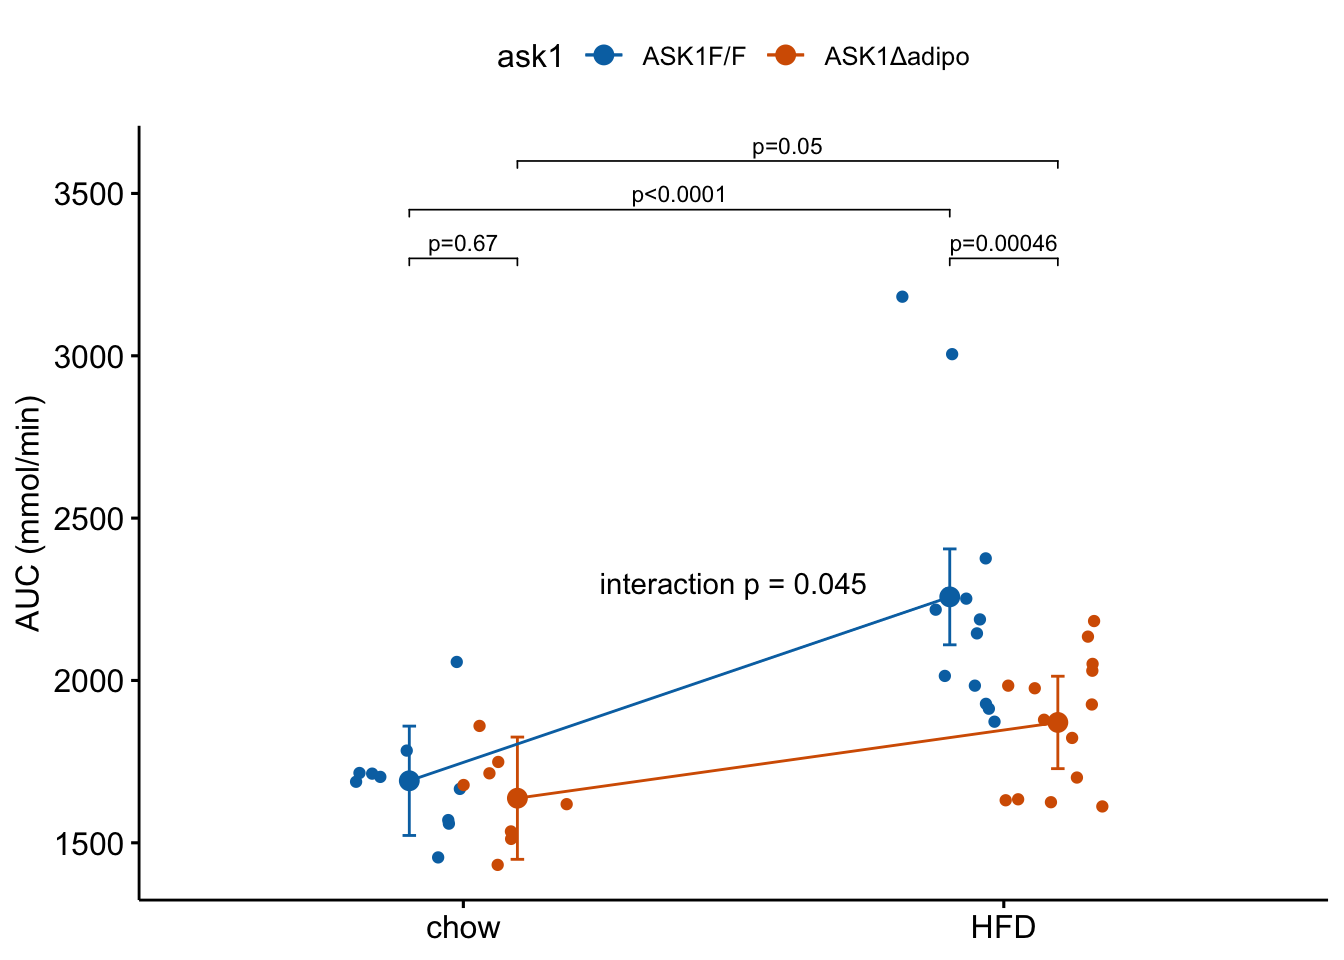 ask1 ASK1F/F ASK1Δadipo
p=0.05
p<0.0001
p=0.67 p=0.00046
3500
3000
2500
2000
1500
AUC (mmol/min)
interaction p = 0.045
chow HFD